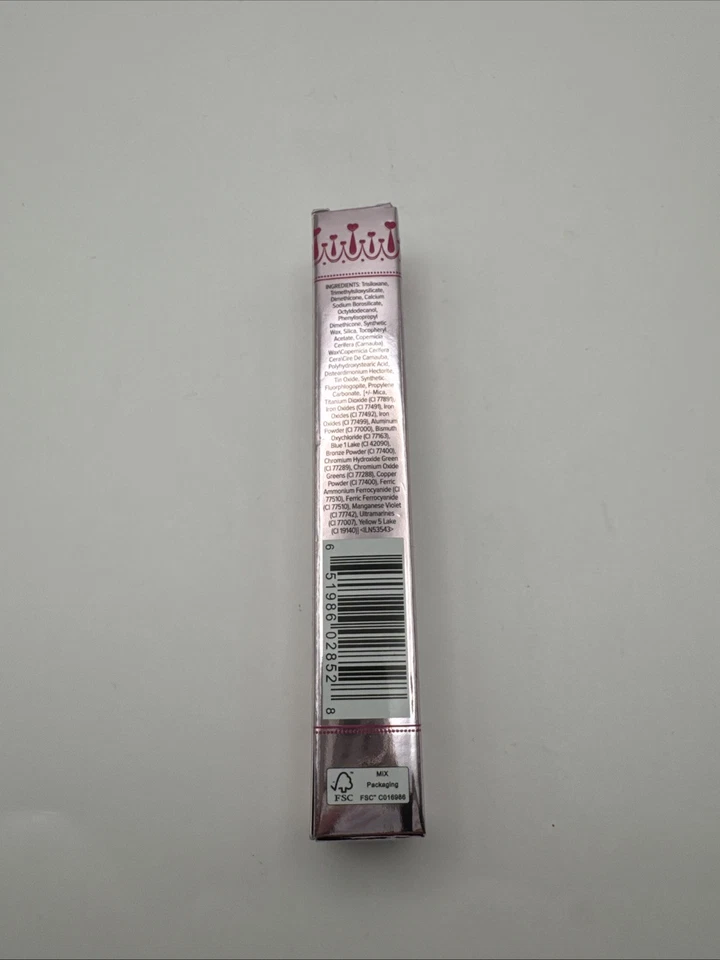 INGREDIENTS: Trisiloxane,
Trimethylsiloxysilicate,
Dimethicone, Calcium
Sodium Borosilicate,
Octyldodecanol,
Phenylisopropyl
Dimethicone, Synthetic
Wax, Silica, Tocopheryl
Acetate, Copernicia
Cerifera (Carnauba)
Wax\Copernicia Cerifera
Cera\Cire De Carnauba,
Polyhydroxystearic Acid,
Disteardimonium Hectorite,
Tin Oxide, Synthetic
Fluorphlogopite, Propylene
Carbonate, [+/- Mica,
Titanium Dioxide (CI 77891),
Iron Oxides (CI 77491), Iron
Oxides (CI 77492), Iron
Oxides (CI 77499), Aluminum
Powder (CI 77000), Bismuth
Oxychloride (CI 77163),
Blue 1 Lake (CI 42090),
Bronze Powder (CI 77400),
Chromium Hydroxide Green
(CI 77289), Chromium Oxide
Greens (CI 77288), Copper
Powder (CI 77400), Ferric
Ammonium Ferrocyanide (CI
77510), Ferric Ferrocyanide
(CI 77510), Manganese Violet
(CI 77742), Ultramarines
(CI 77007), Yellow 5 Lake
(CI 19140)] <ILN53543>
6 51986 02852 8
FSC
MIX
Packaging
FSC™ C016986